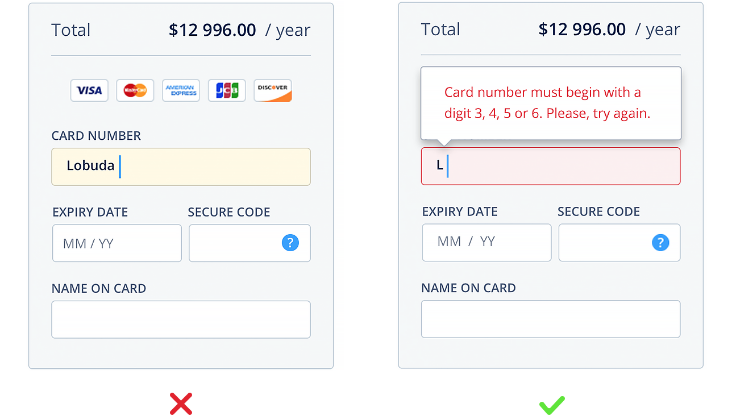 Total $12 996.00 / year
VISA MasterCard AMERICAN EXPRESS JCB DISCOVER
CARD NUMBER
Lobuda
EXPIRY DATE SECURE CODE
MM / YY ?
NAME ON CARD
Total $12 996.00 / year
Card number must begin with a
digit 3, 4, 5 or 6. Please, try again.
L
EXPIRY DATE SECURE CODE
MM / YY ?
NAME ON CARD